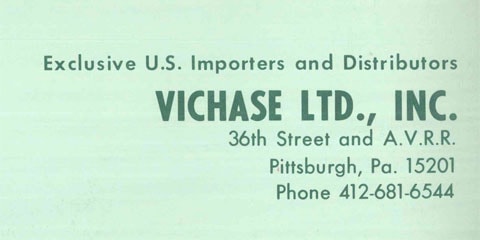 Exclusive U.S. Importers and Distributors
VICHASE LTD., INC.
36th Street and A.V.R.R.
Pittsburgh, Pa. 15201
Phone 412-681-6544